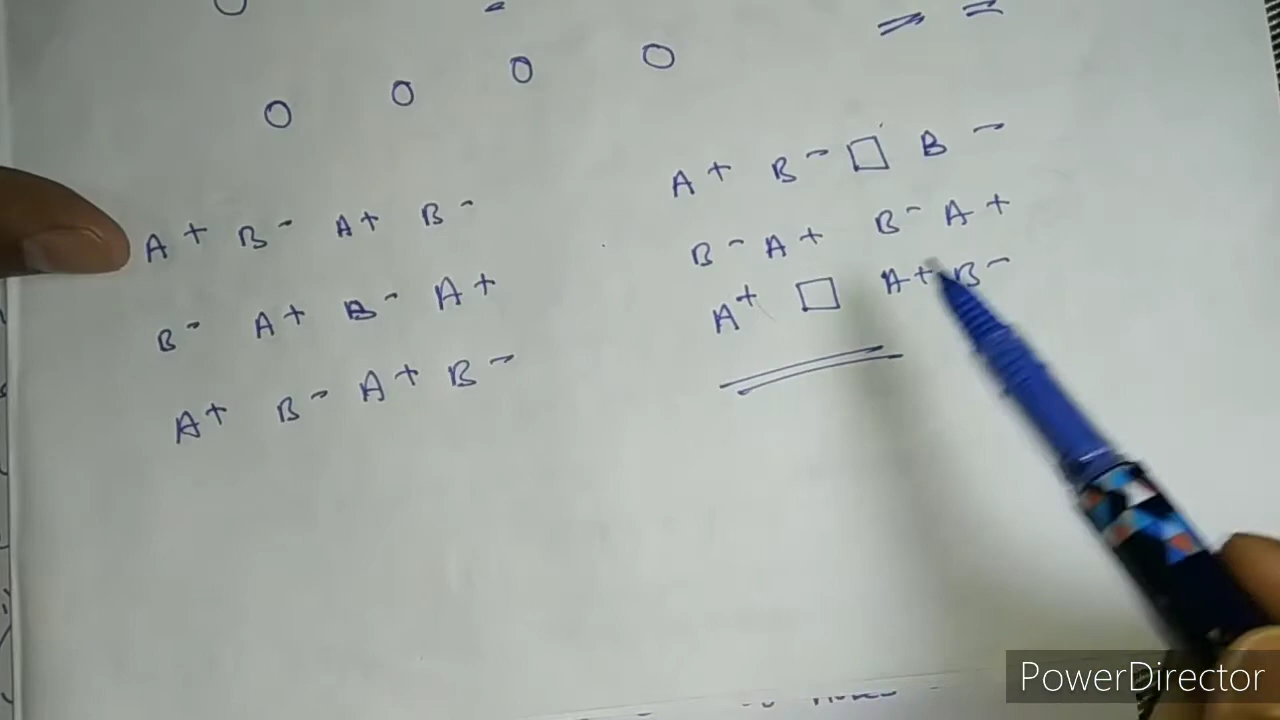 O O O O
A+ B- A+ B-
B- A+ B- A+
A+ B- A+ B-
A+ B- □ B-
B- A+ B- A+
A+ □ A+ B-
PowerDirector